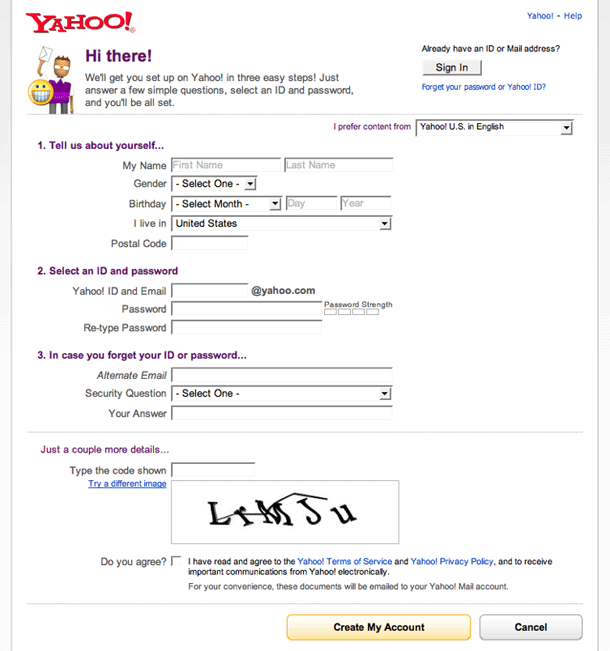 YAHOO!
Yahoo! - Help
Hi there!
We'll get you set up on Yahoo! in three easy steps! Just
answer a few simple questions, select an ID and password,
and you'll be all set.
Already have an ID or Mail address?
Sign In
Forget your password or Yahoo! ID?
I prefer content from Yahoo! U.S. in English
1. Tell us about yourself...
My Name First Name Last Name
Gender - Select One -
Birthday - Select Month - Day Year
I live in United States
Postal Code
2. Select an ID and password
Yahoo! ID and Email @yahoo.com
Password Password Strength
Re-type Password
3. In case you forget your ID or password...
Alternate Email
Security Question - Select One -
Your Answer
Just a couple more details...
Type the code shown
Try a different image
Do you agree? I have read and agree to the Yahoo! Terms of Service and Yahoo! Privacy Policy, and to receive
important communications from Yahoo! electronically.
For your convenience, these documents will be emailed to your Yahoo! Mail account.
Create My Account Cancel